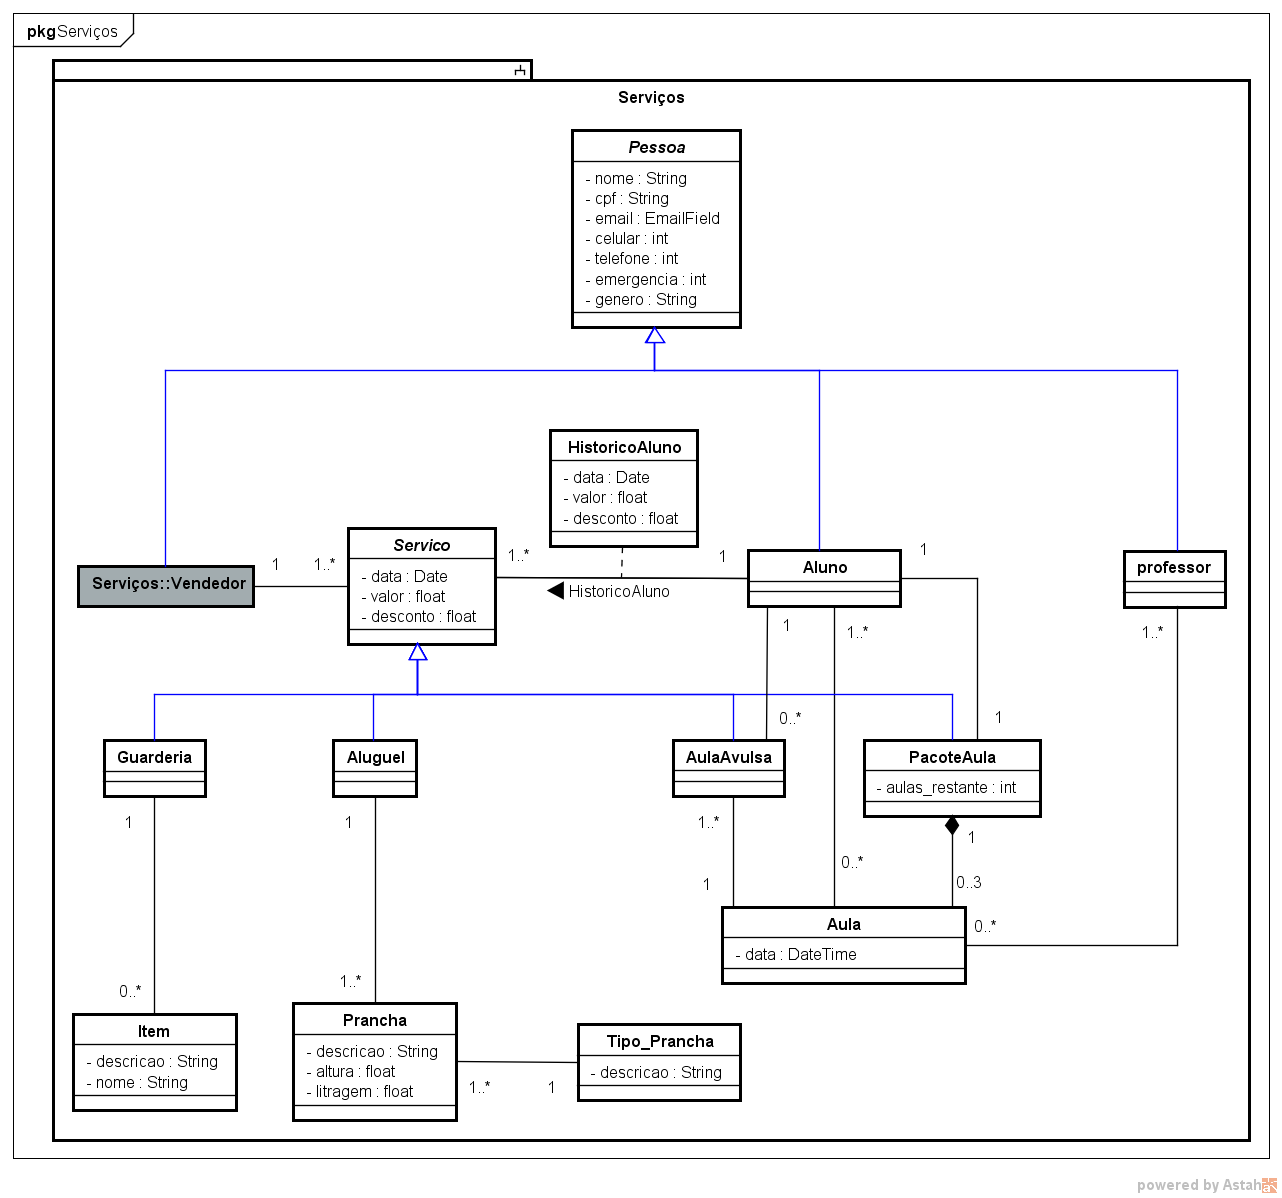 pkg Serviços
Serviços
Pessoa
- nome : String
- cpf : String
- email : EmailField
- celular : int
- telefone : int
- emergencia : int
- genero : String
HistoricoAluno
- data : Date
- valor : float
- desconto : float
Serviços::Vendedor
1
1..*
Servico
- data : Date
- valor : float
- desconto : float
1..*
1
HistoricoAluno
Aluno
1
professor
1
1..*
1..*
0..*
1
Guarderia
Aluguel
AulaAvulsa
PacoteAula
- aulas_restante : int
1
1
1..*
1
1
0..*
0..3
Aula
- data : DateTime
0..*
0..*
1..*
Item
- descricao : String
- nome : String
Prancha
- descricao : String
- altura : float
- litragem : float
1..*
1
Tipo_Prancha
- descricao : String
powered by Astah